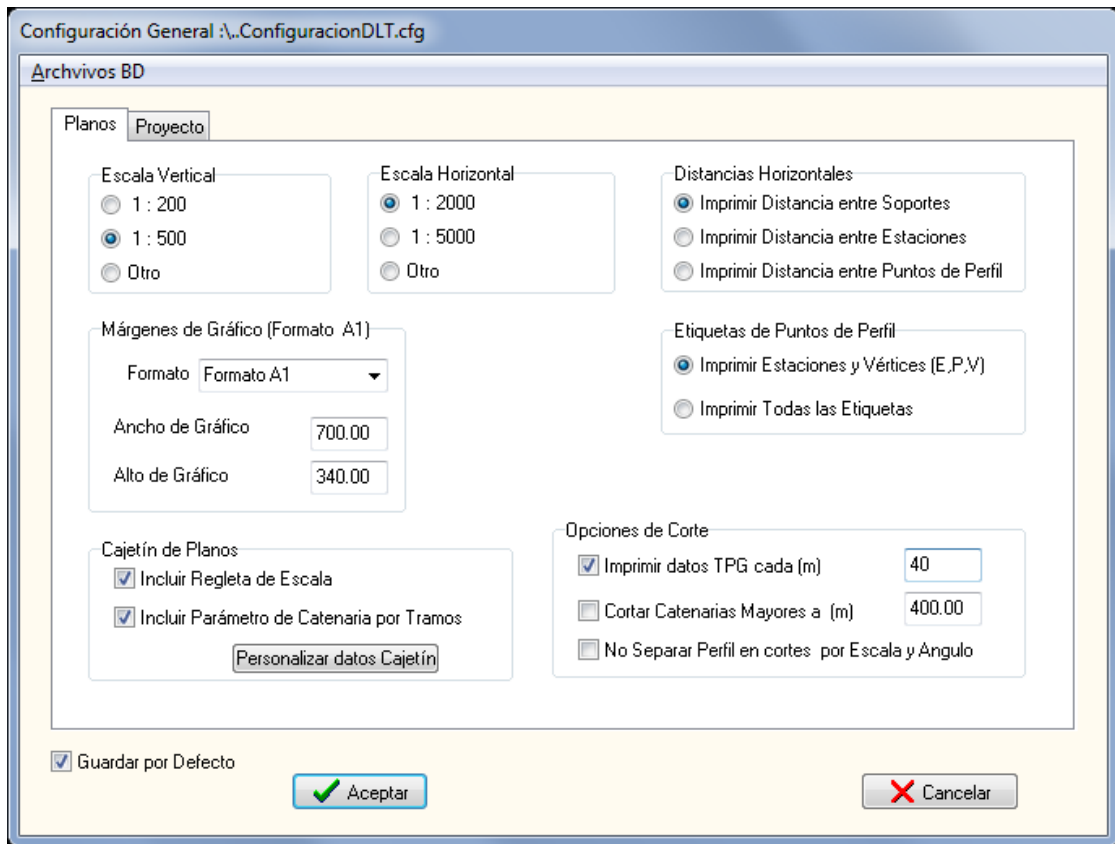 Configuración General :\..ConfiguracionDLT.cfg
Archvivos BD
Planos
Proyecto
Escala Vertical
1 : 200
1 : 500
Otro
Escala Horizontal
1 : 2000
1 : 5000
Otro
Distancias Horizontales
Imprimir Distancia entre Soportes
Imprimir Distancia entre Estaciones
Imprimir Distancia entre Puntos de Perfil
Márgenes de Gráfico (Formato A1)
Formato Formato A1
Ancho de Gráfico 700.00
Alto de Gráfico 340.00
Etiquetas de Puntos de Perfil
Imprimir Estaciones y Vértices (E,P,V)
Imprimir Todas las Etiquetas
Cajetín de Planos
Incluir Regleta de Escala
Incluir Parámetro de Catenaria por Tramos
Personalizar datos Cajetín
Opciones de Corte
Imprimir datos TPG cada (m) 40
Cortar Catenarias Mayores a (m) 400.00
No Separar Perfil en cortes por Escala y Angulo
Guardar por Defecto
Aceptar
Cancelar